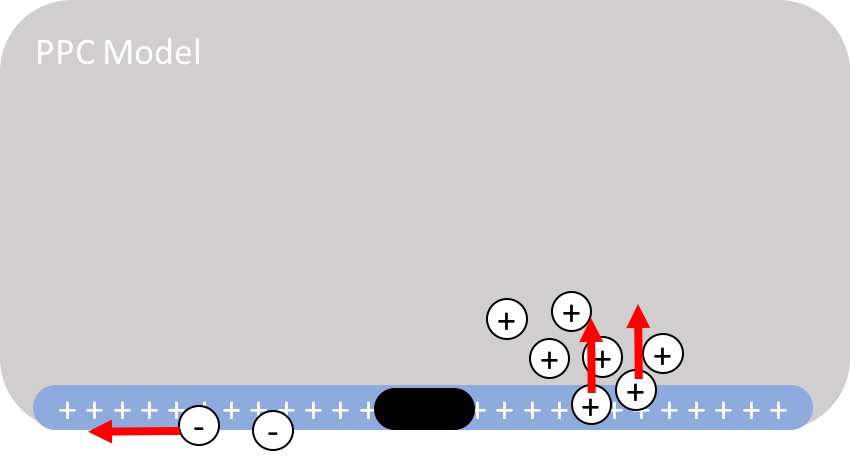 PPC Model
+ +
+ + +
+
+ + + + + + + + + + + + + + + + + + + + + + + +
- -